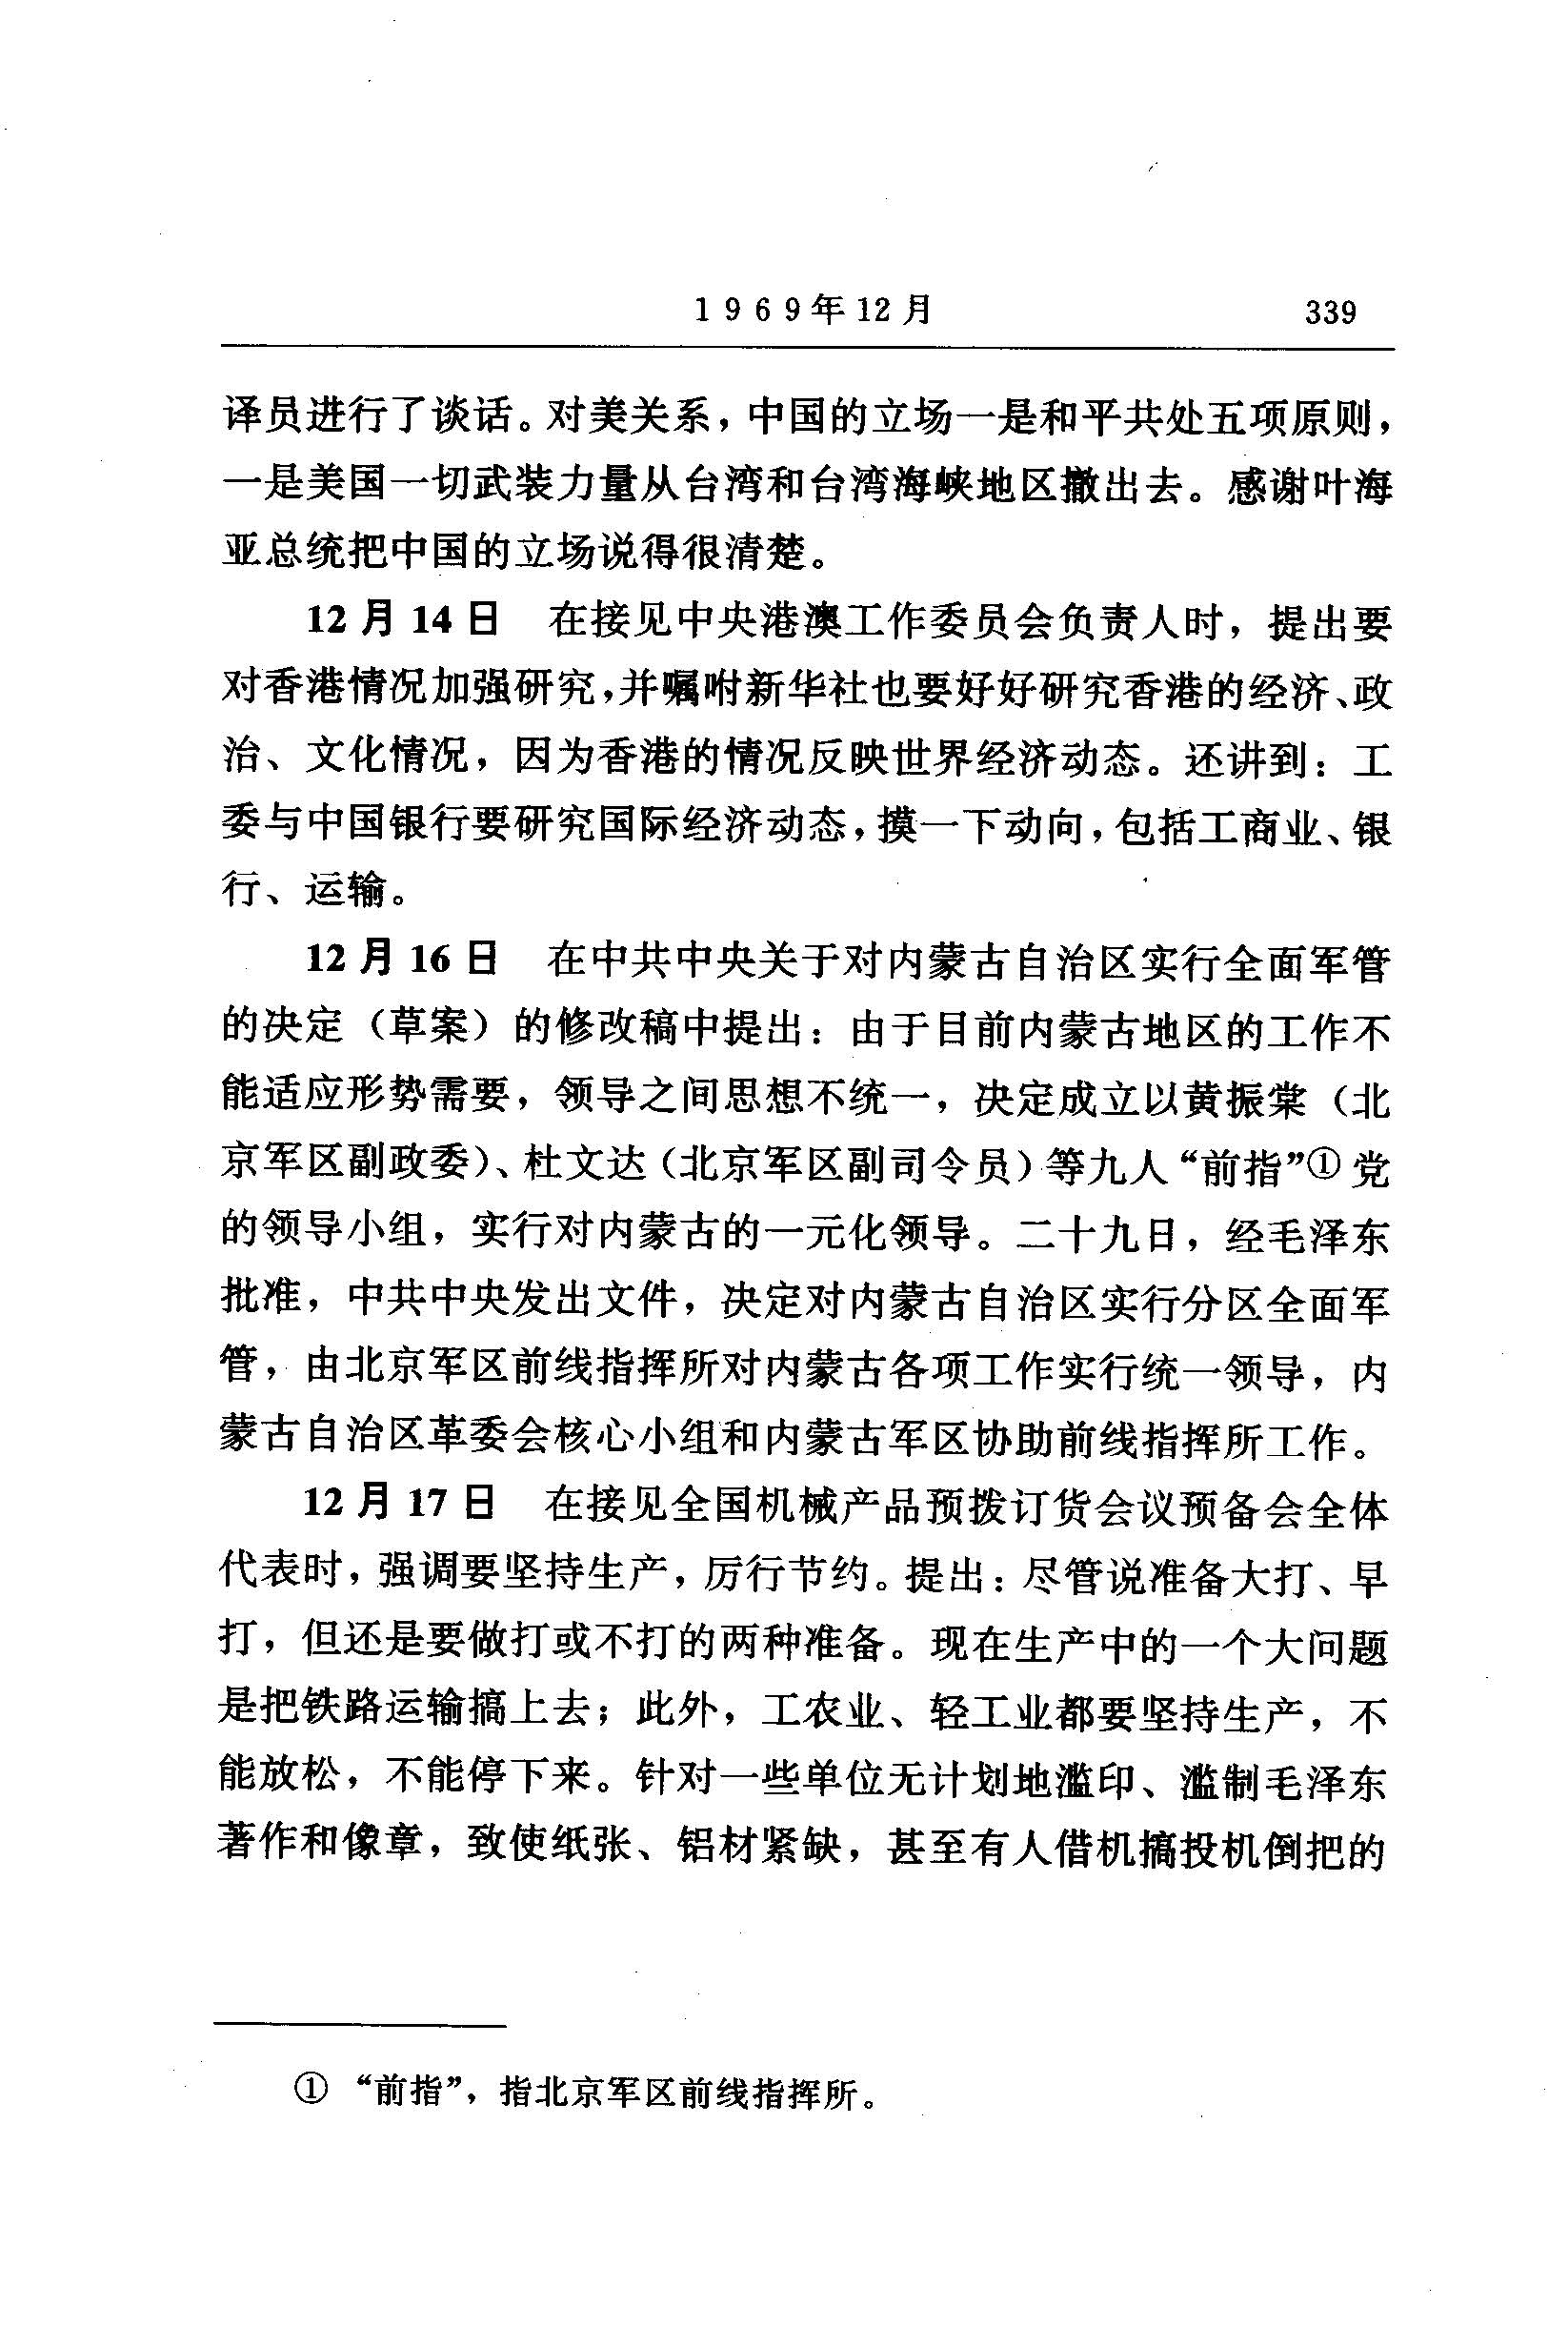 1969年12月 339
译员进行了谈话。对美关系，中国的立场一是和平共处五项原则，
一是美国一切武装力量从台湾和台湾海峡地区撤出去。感谢叶海
亚总统把中国的立场说得很清楚。
12月14日 在接见中央港澳工作委员会负责人时，提出要
对香港情况加强研究，并嘱咐新华社也要好好研究香港的经济、政
治、文化情况，因为香港的情况反映世界经济动态。还讲到：工
委与中国银行要研究国际经济动态，摸一下动向，包括工商业、银
行、运输。
12月16日 在中共中央关于对内蒙古自治区实行全面军管
的决定（草案）的修改稿中提出：由于目前内蒙古地区的工作不
能适应形势需要，领导之间思想不统一，决定成立以黄振棠（北
京军区副政委）、杜文达（北京军区副司令员）等九人“前指”①党
的领导小组，实行对内蒙古的一元化领导。二十九日，经毛泽东
批准，中共中央发出文件，决定对内蒙古自治区实行分区全面军
管，由北京军区前线指挥所对内蒙古各项工作实行统一领导，内
蒙古自治区革委会核心小组和内蒙古军区协助前线指挥所工作。
12月17日 在接见全国机械产品预拨订货会议预备会全体
代表时，强调要坚持生产，厉行节约。提出：尽管说准备大打、早
打，但还是要做打或不打的两种准备。现在生产中的一个大问题
是把铁路运输搞上去；此外，工农业、轻工业都要坚持生产，不
能放松，不能停下来。针对一些单位无计划地滥印、滥制毛泽东
著作和像章，致使纸张、铝材紧缺，甚至有人借机搞投机倒把的
① “前指”，指北京军区前线指挥所。